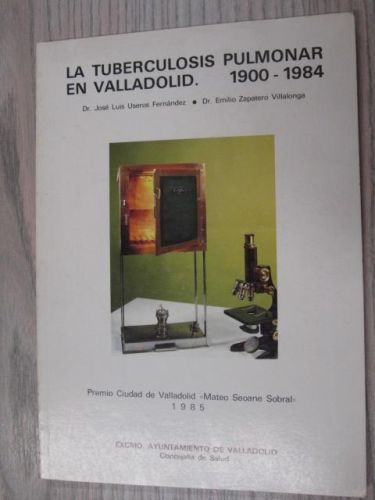 LA TUBERCULOSIS PULMONAR
EN VALLADOLID. 1900 - 1984
Dr. José Luis Useros Fernández ● Dr. Emilio Zapatero Villalonga
Premio Ciudad de Valladolid «Mateo Seoane Sobral»
1985
EXCMO. AYUNTAMIENTO DE VALLADOLID
Concejalía de Salud